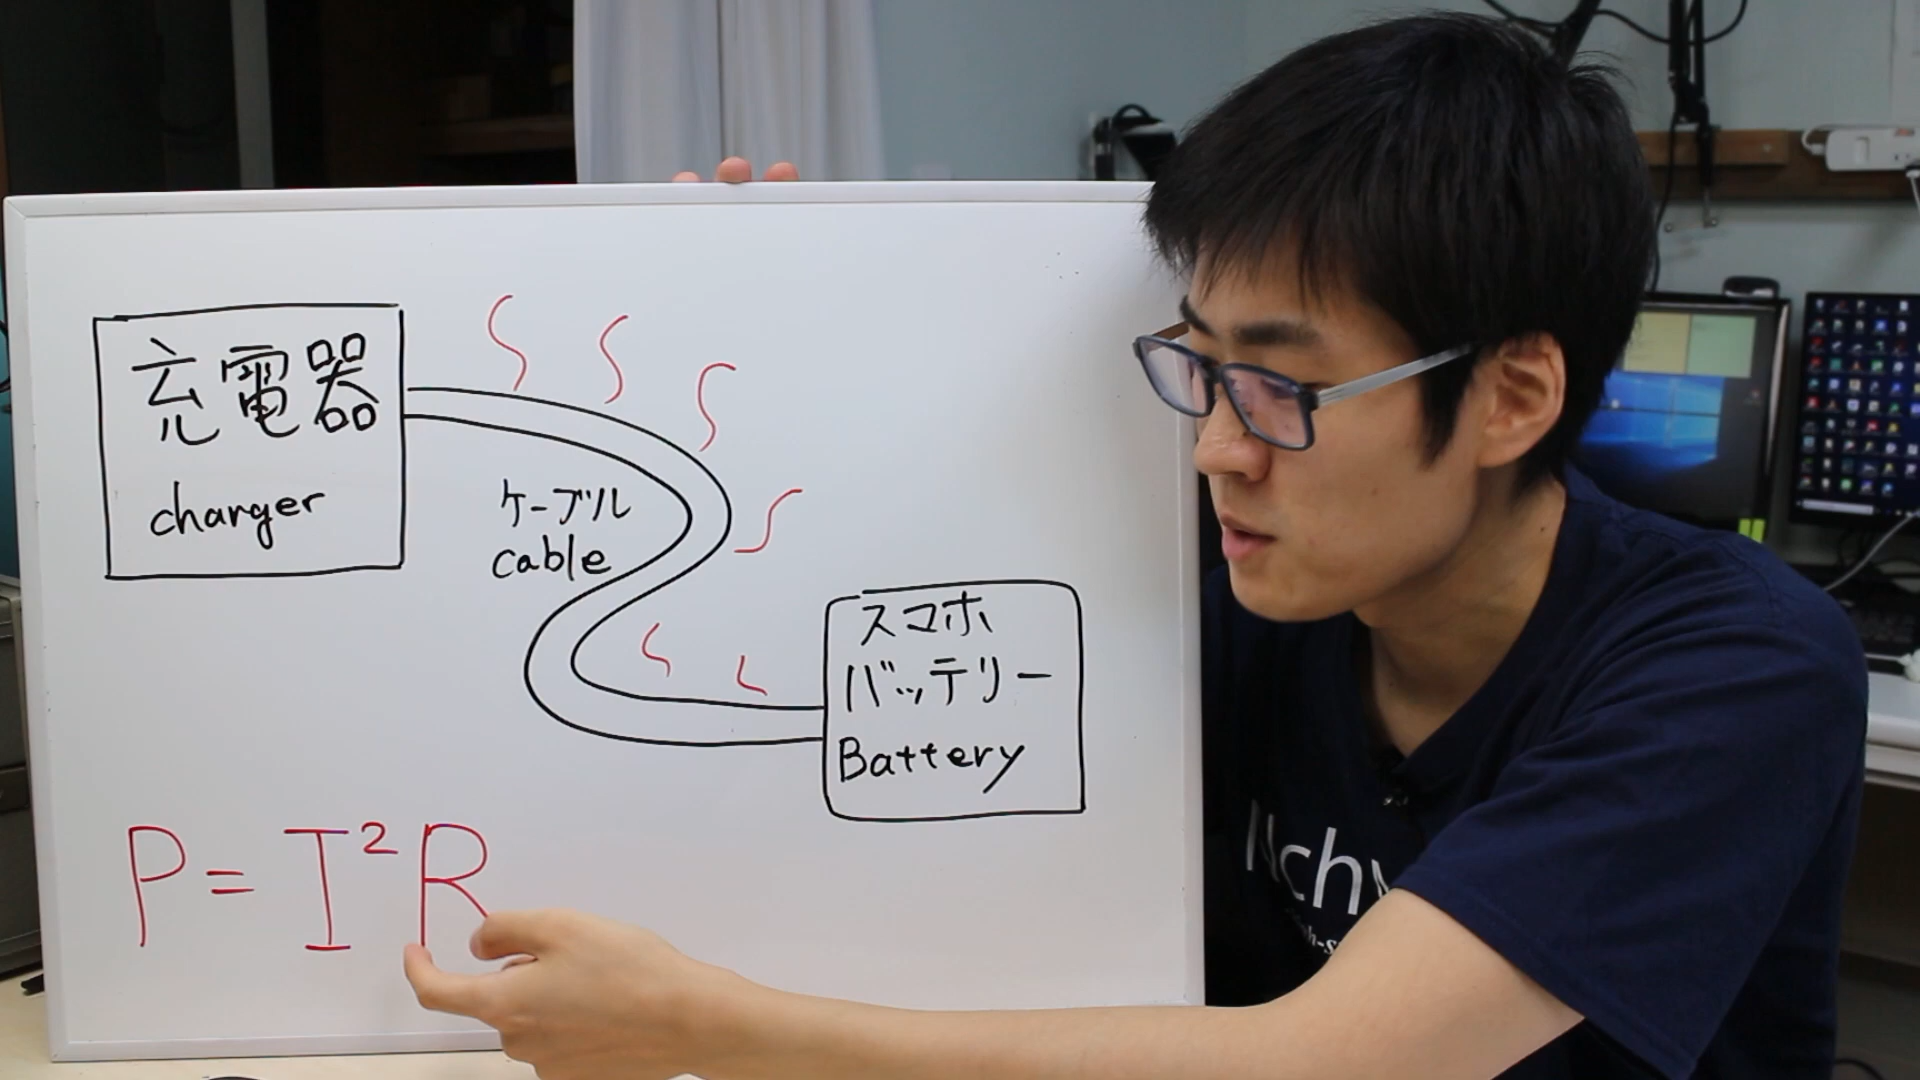 充電器
charger
ケーブル
cable
スマホ
バッテリー
Battery
P=I²R